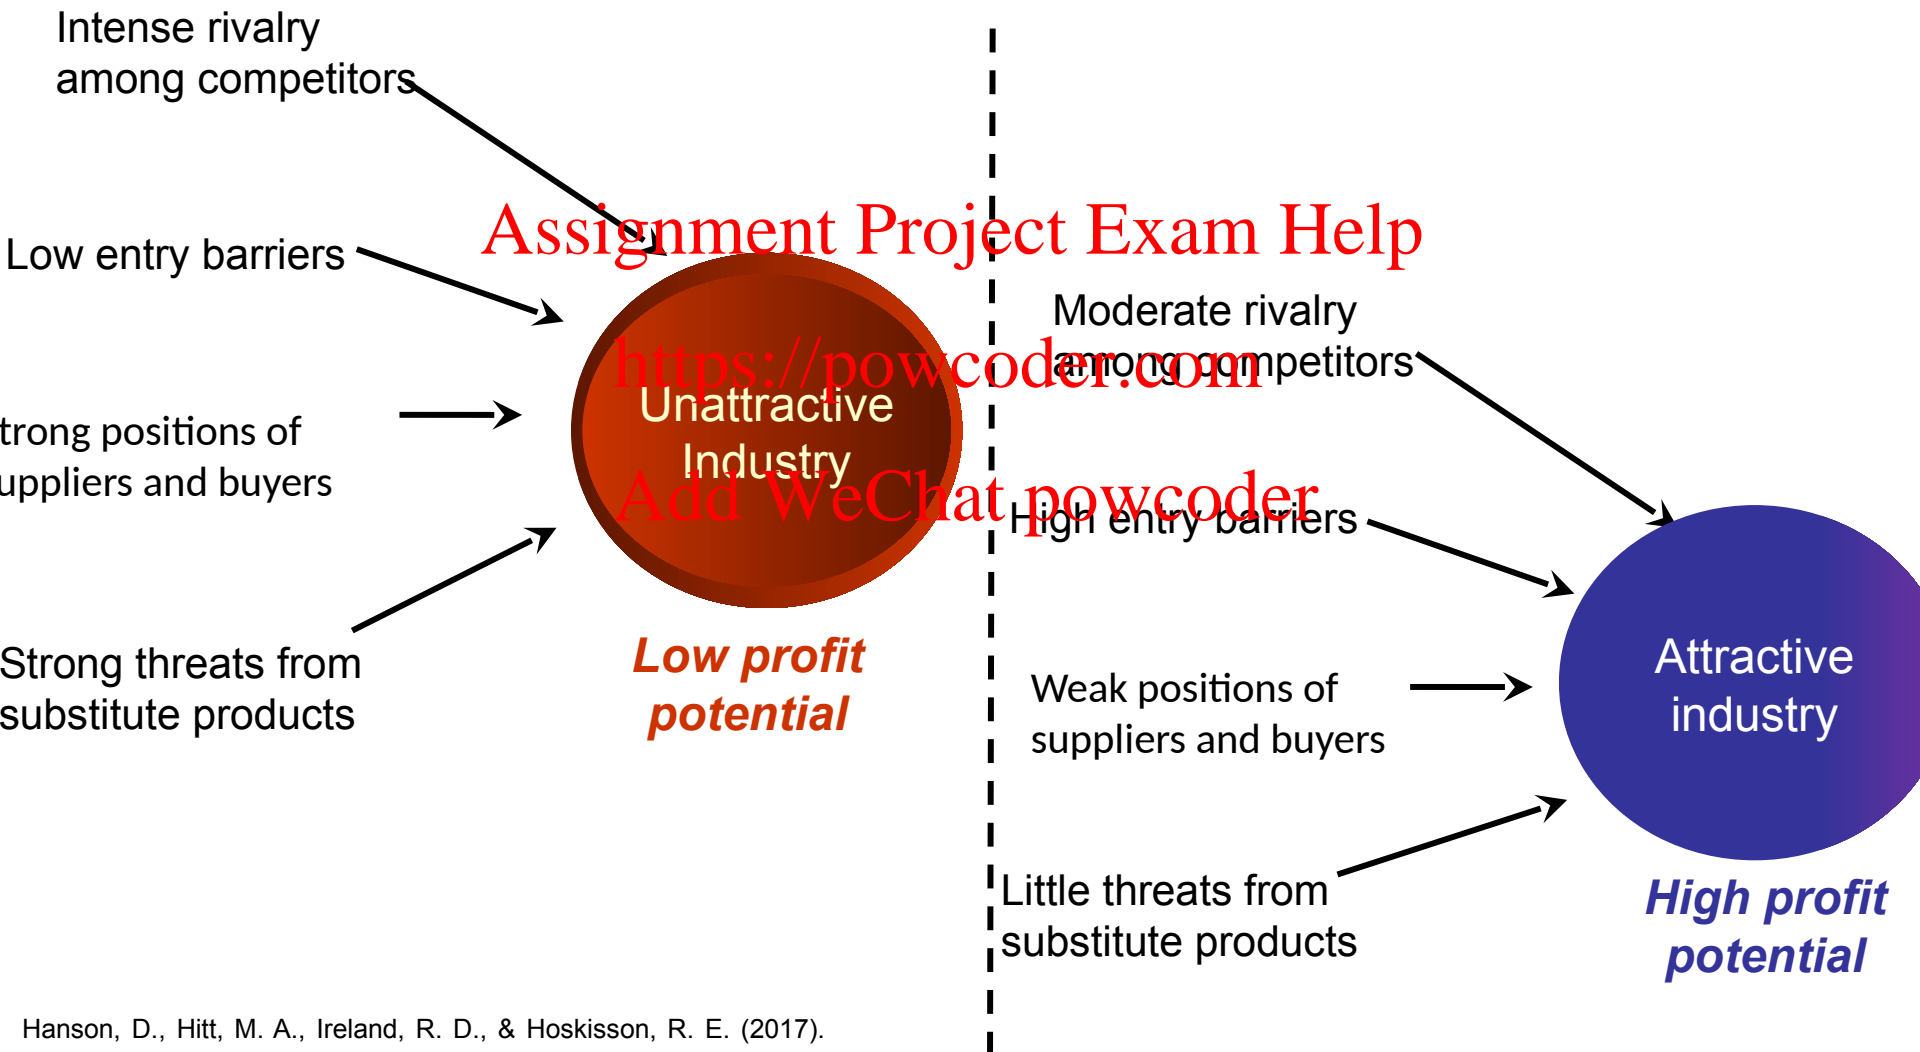 Intense rivalry
among competitors
Low entry barriers
trong positions of
uppliers and buyers
Strong threats from
substitute products
Unattractive
Industry
Low profit
potential
Assignment Project Exam Help
https://powcoder.com
Add WeChat powcoder
Moderate rivalry
among competitors
High entry barriers
Weak positions of
suppliers and buyers
Little threats from
substitute products
Attractive
industry
High profit
potential
Hanson, D., Hitt, M. A., Ireland, R. D., & Hoskisson, R. E. (2017).